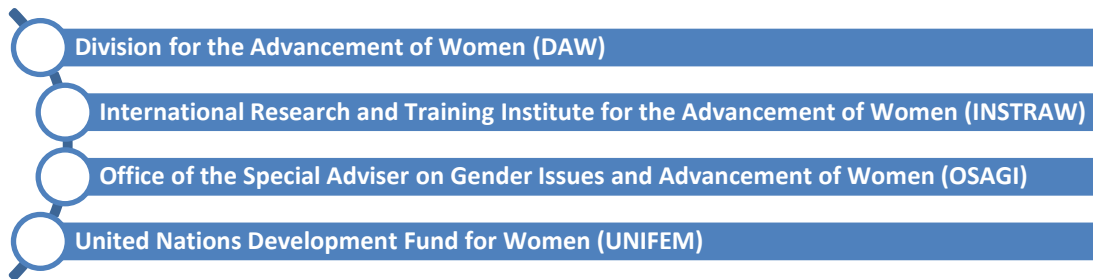 Division for the Advancement of Women (DAW)
International Research and Training Institute for the Advancement of Women (INSTRAW)
Office of the Special Adviser on Gender Issues and Advancement of Women (OSAGI)
United Nations Development Fund for Women (UNIFEM)